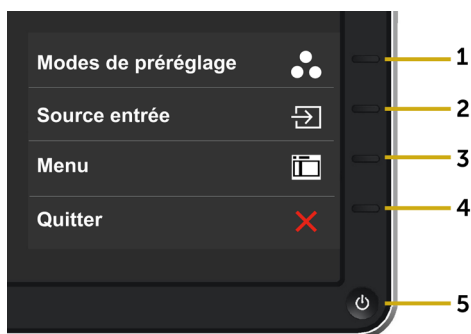 Modes de préréglage 1
Source entrée 2
Menu 3
Quitter 4
5